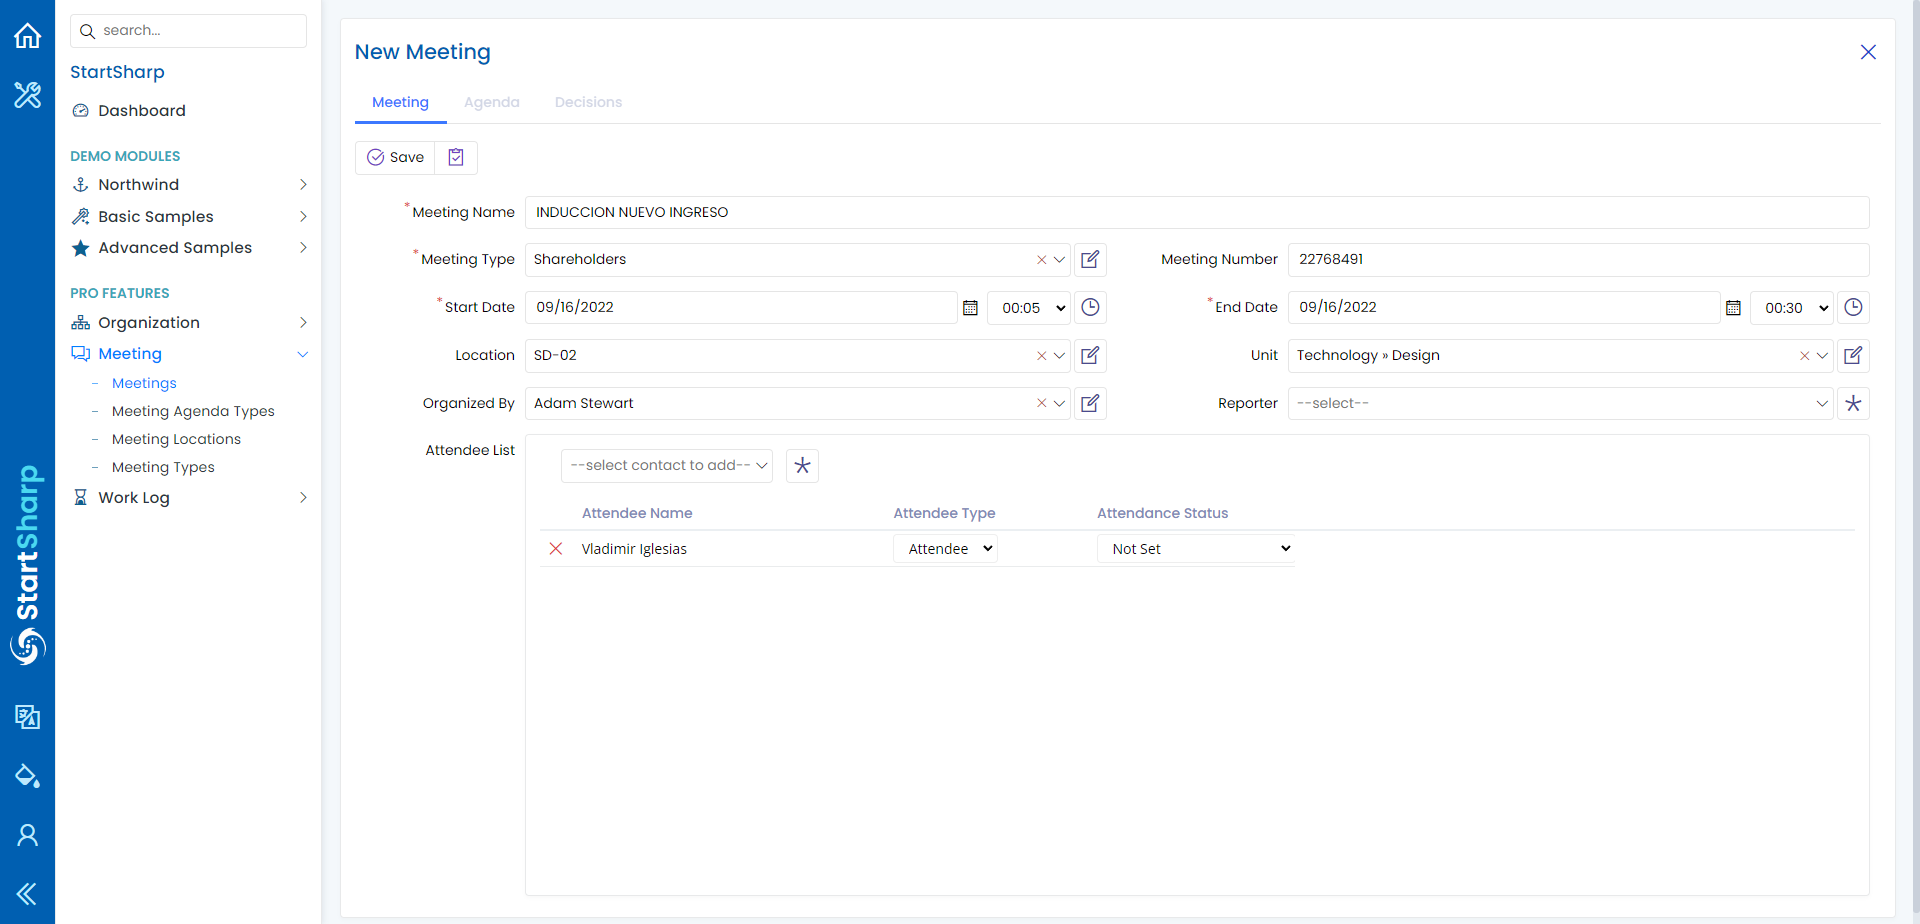 search...
StartSharp
Dashboard
DEMO MODULES
Northwind
Basic Samples
Advanced Samples
PRO FEATURES
Organization
Meeting
Meetings
Meeting Agenda Types
Meeting Locations
Meeting Types
Work Log
StartSharp
New Meeting
Meeting Agenda Decisions
Save
*Meeting Name INDUCCION NUEVO INGRESO
*Meeting Type Shareholders Meeting Number 22768491
*Start Date 09/16/2022 00:05 *End Date 09/16/2022 00:30
Location SD-02 Unit Technology » Design
Organized By Adam Stewart Reporter --select--
Attendee List --select contact to add--
Attendee Name Attendee Type Attendance Status
Vladimir Iglesias Attendee Not Set